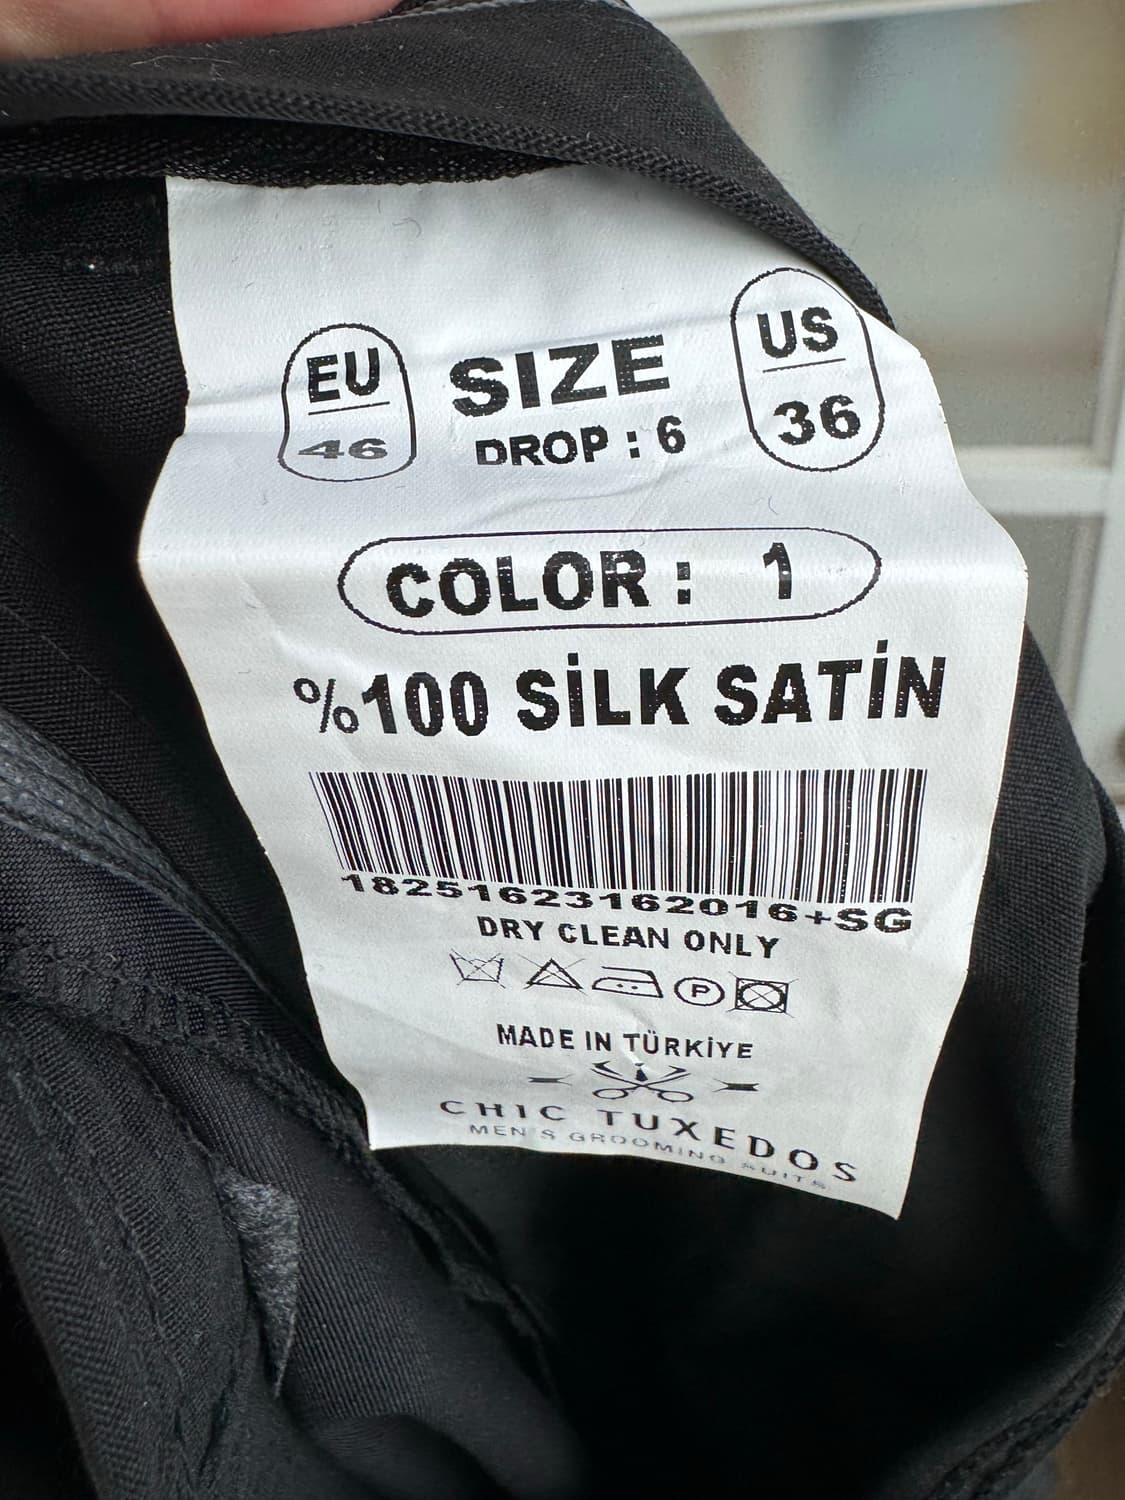 EU
46
SIZE
DROP : 6
US
36
COLOR : 1
%100 SİLK SATİN
18251623162016+SG
DRY CLEAN ONLY
P
MADE IN TÜRKİYE
CHIC TUXEDOS
MEN'S GROOMING SUITS